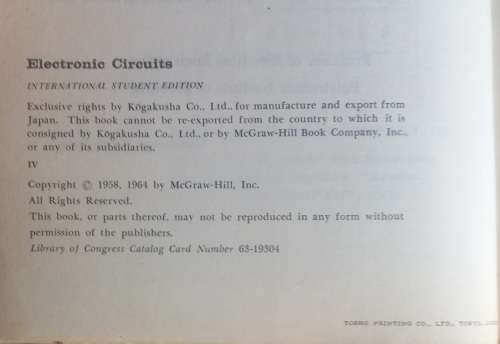 Electronic Circuits
INTERNATIONAL STUDENT EDITION
Exclusive rights by Kōgakusha Co., Ltd., for manufacture and export from
Japan. This book cannot be re-exported from the country to which it is
consigned by Kōgakusha Co., Ltd., or by McGraw-Hill Book Company, Inc.,
or any of its subsidiaries.
IV
Copyright © 1958, 1964 by McGraw-Hill, Inc.
All Rights Reserved.
This book, or parts thereof, may not be reproduced in any form without
permission of the publishers.
Library of Congress Catalog Card Number 63-19304
PRINTING CO., LTD.,